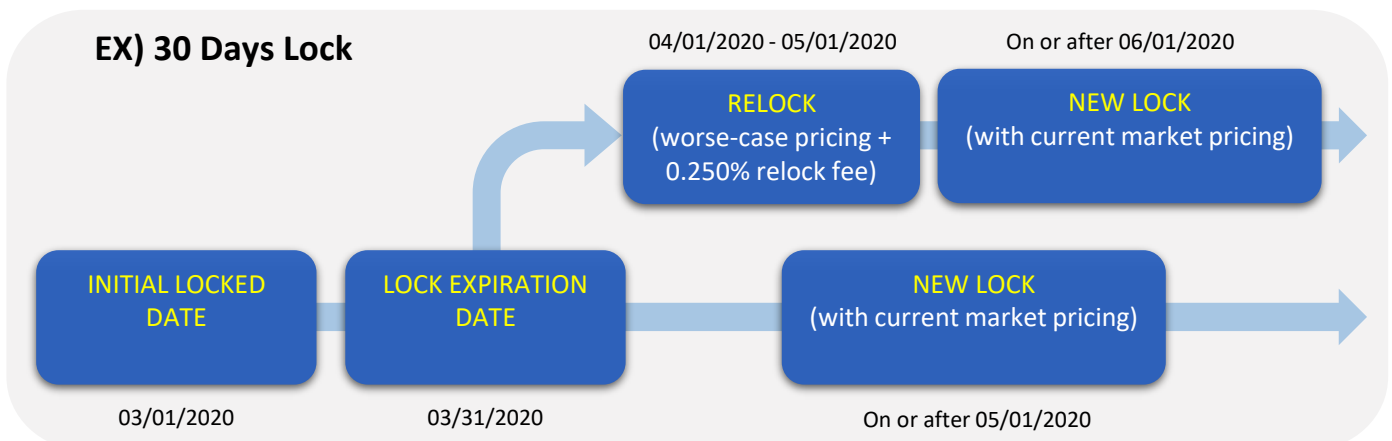 EX) 30 Days Lock
04/01/2020 - 05/01/2020
On or after 06/01/2020
RELOCK
(worse-case pricing +
0.250% relock fee)
NEW LOCK
(with current market pricing)
INITIAL LOCKED
DATE
LOCK EXPIRATION
DATE
NEW LOCK
(with current market pricing)
03/01/2020
03/31/2020
On or after 05/01/2020